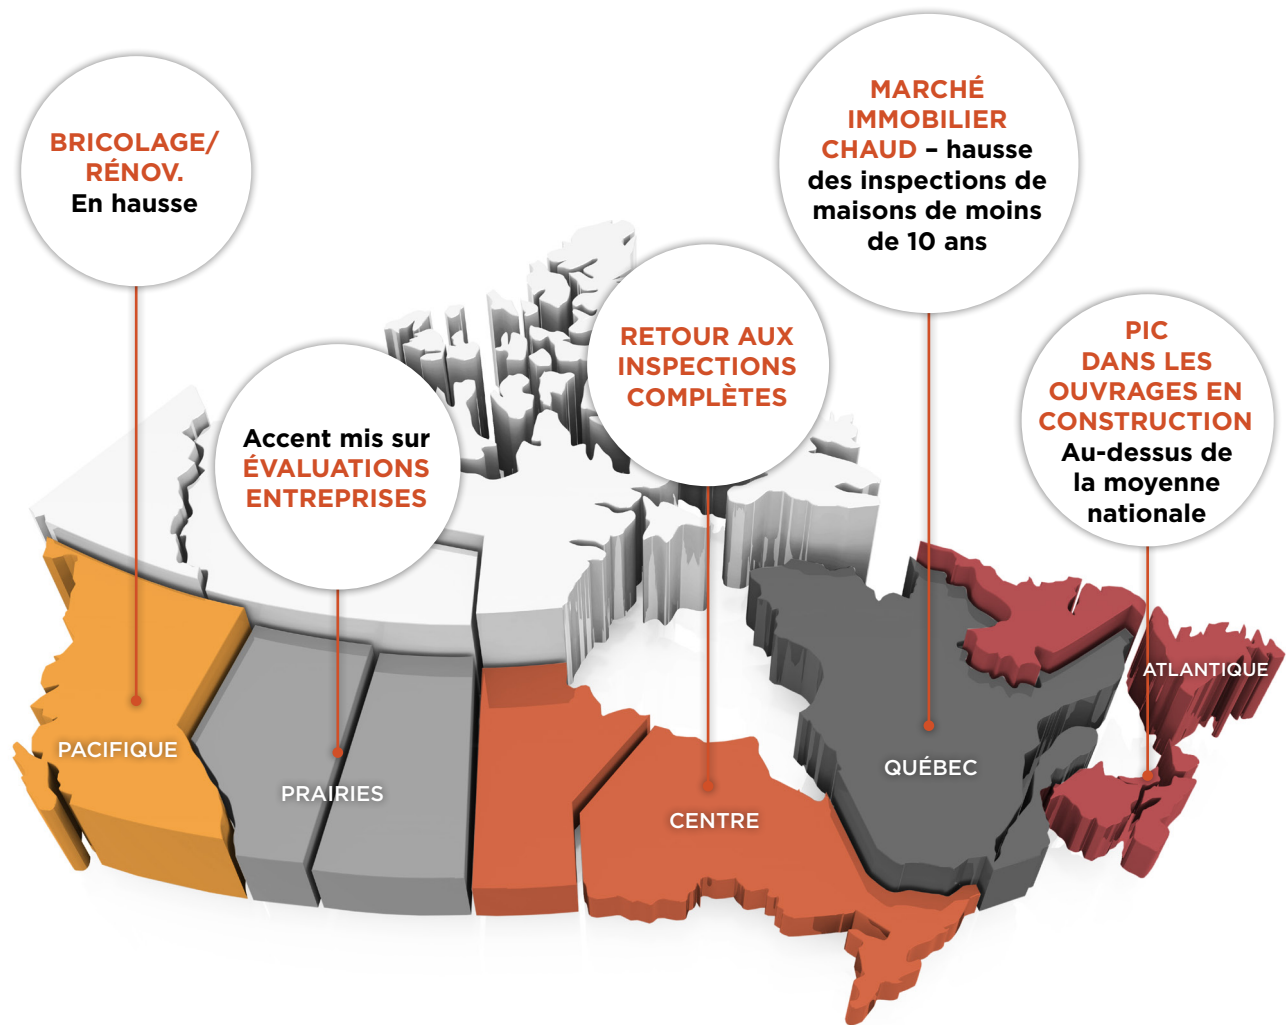 BRICOLAGE/
RÉNOV.
En hausse
Accent mis sur
ÉVALUATIONS
ENTREPRISES
RETOUR AUX
INSPECTIONS
COMPLÈTES
MARCHÉ
IMMOBILIER
CHAUD – hausse
des inspections de
maisons de moins
de 10 ans
PIC
DANS LES
OUVRAGES EN
CONSTRUCTION
Au-dessus de
la moyenne
nationale
PACIFIQUE
PRAIRIES
CENTRE
QUÉBEC
ATLANTIQUE